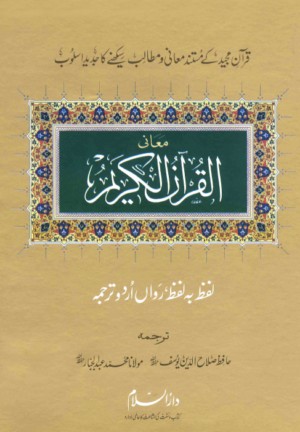 قرآن مجید کے مستند معانی و مطالب سیکھنے کا جدید اسلوب
معانی
القرآن الكريم
لفظ بہ لفظ، رواں اردو ترجمہ
ترجمہ
حافظ صلاح الدین یوسف مولانا محمد عبدالجبار
دارالسلام